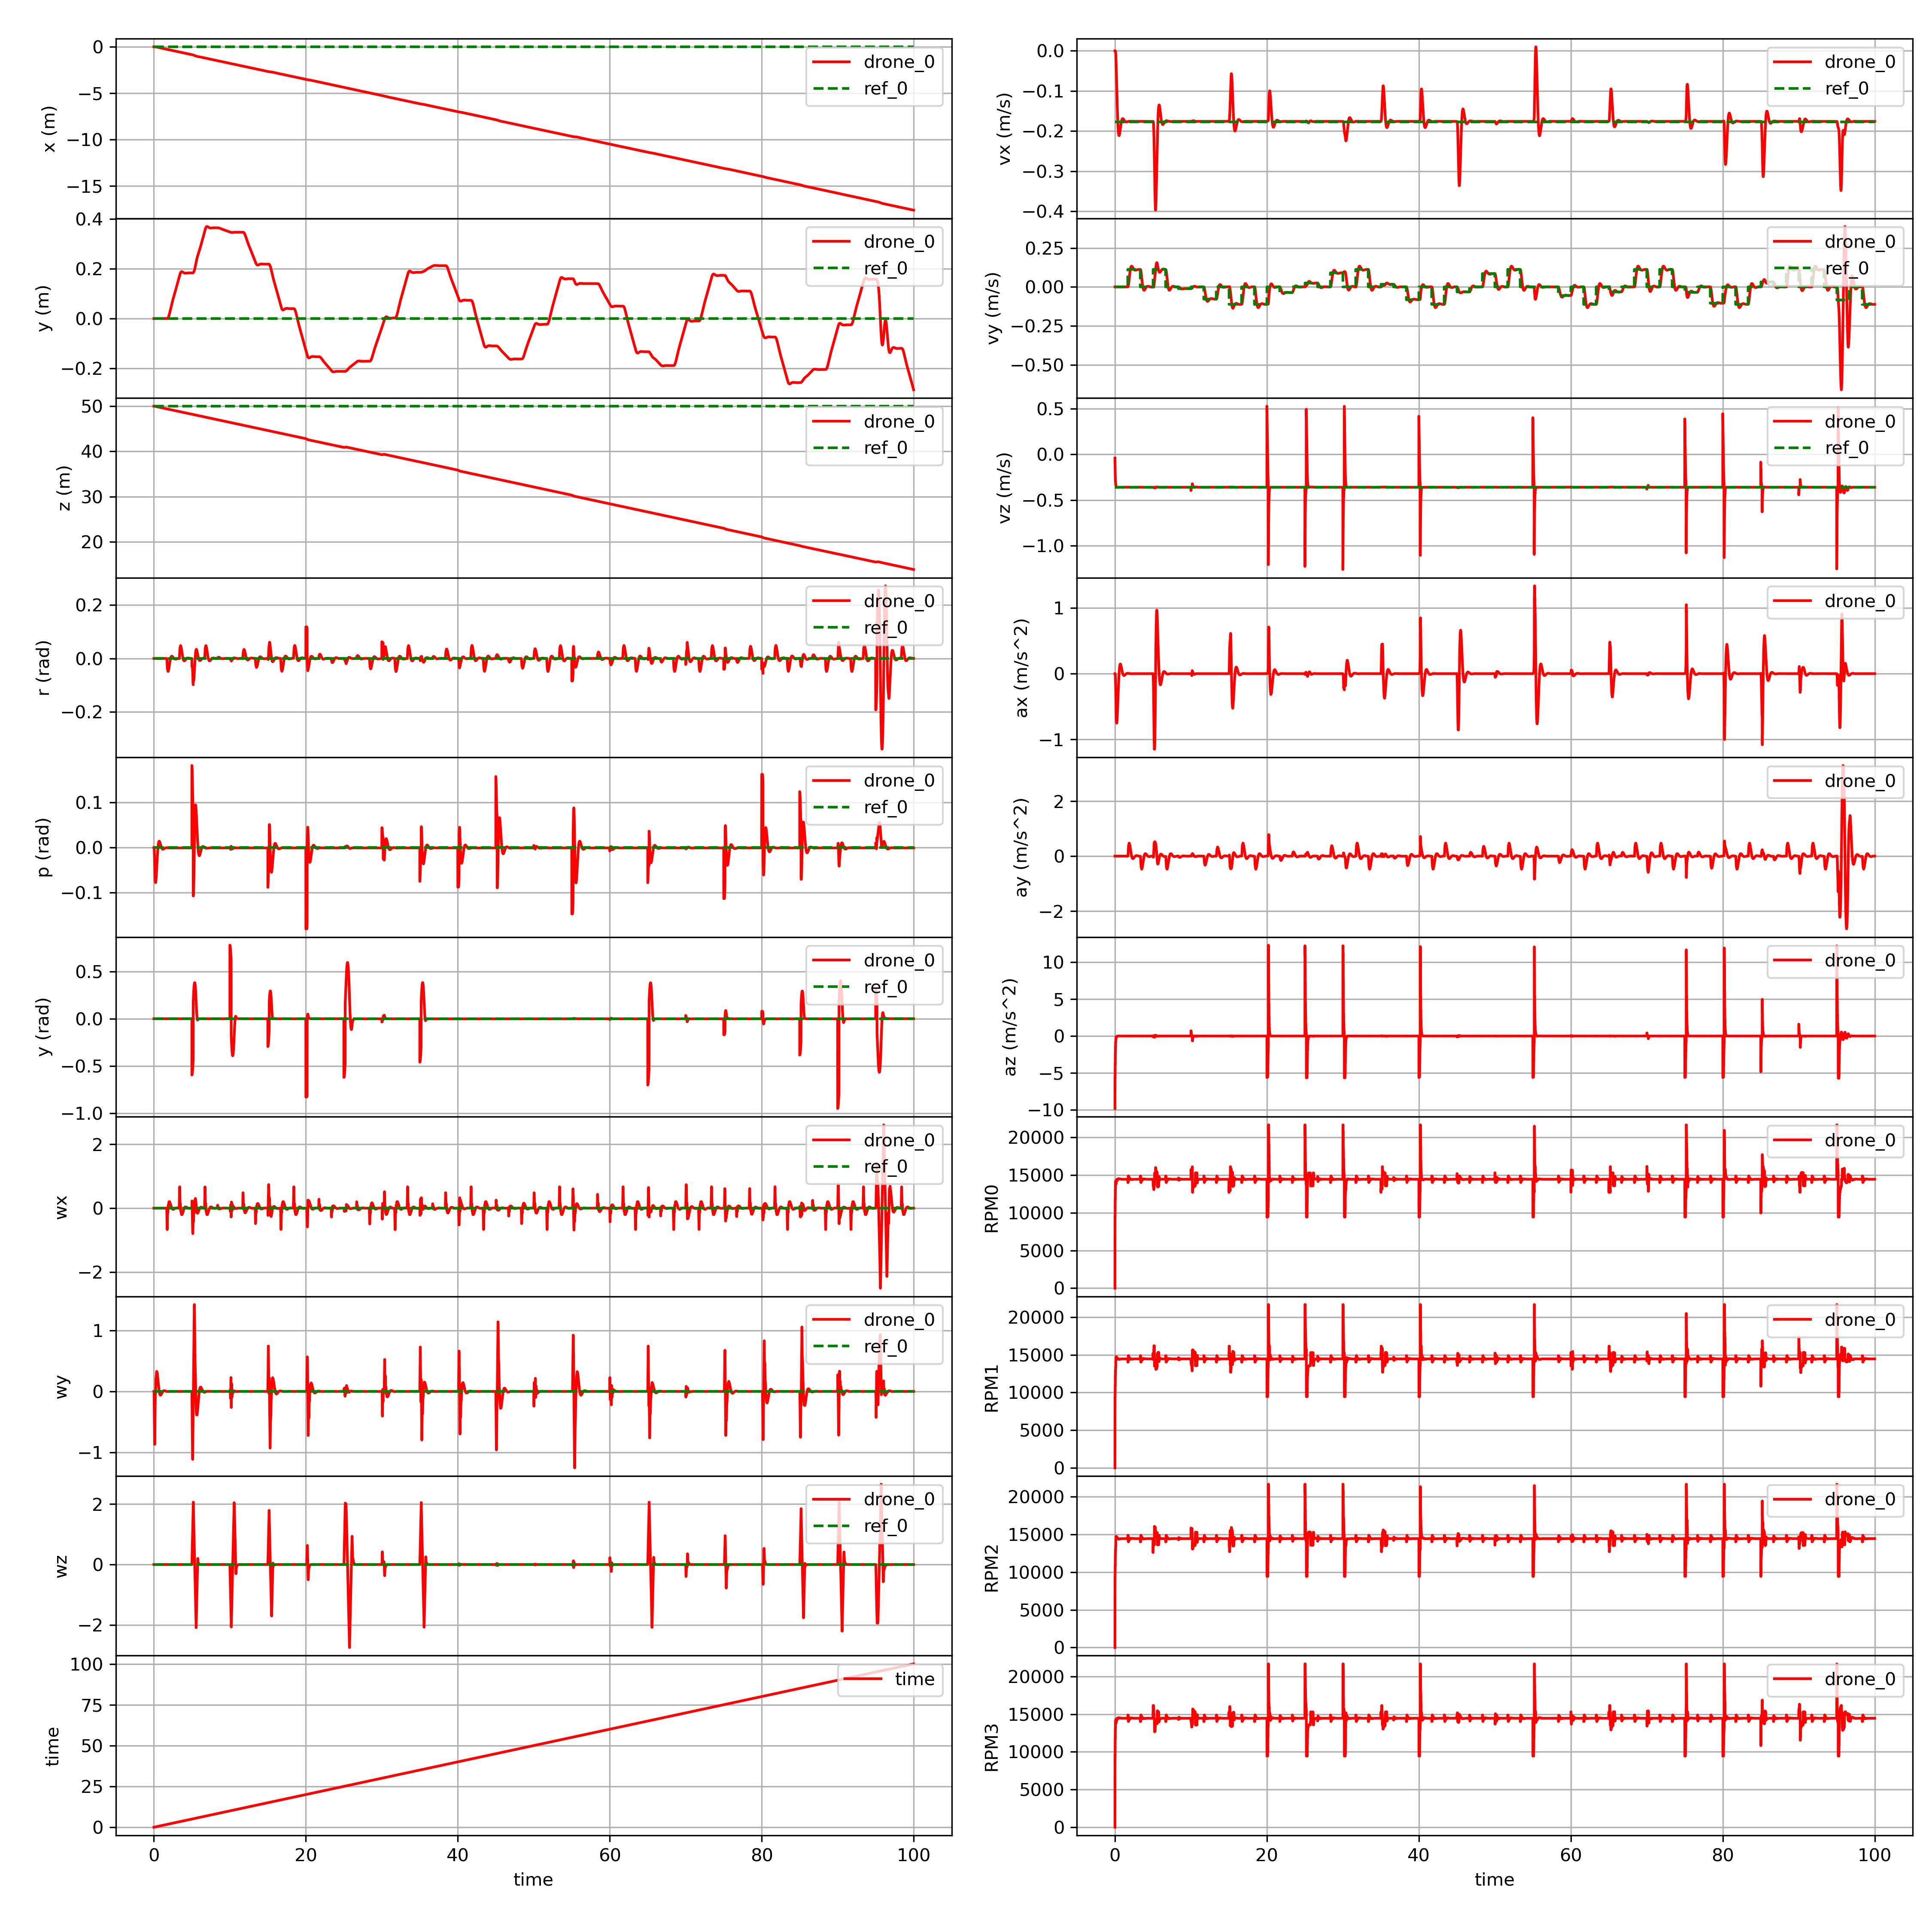 0
−5
−10
−15
x (m)
drone_0
ref_0
0.4
0.2
0.0
−0.2
y (m)
drone_0
ref_0
50
40
30
20
z (m)
drone_0
ref_0
0.2
0.0
−0.2
r (rad)
drone_0
ref_0
0.1
0.0
−0.1
p (rad)
drone_0
ref_0
0.5
0.0
−0.5
−1.0
y (rad)
drone_0
ref_0
2
0
−2
wx
drone_0
ref_0
1
0
−1
wy
drone_0
ref_0
2
0
−2
wz
drone_0
ref_0
100
75
50
25
0
time
time
0 20 40 60 80 100
time
0.0
−0.1
−0.2
−0.3
−0.4
vx (m/s)
drone_0
ref_0
0.25
0.00
−0.25
−0.50
vy (m/s)
drone_0
ref_0
0.5
0.0
−0.5
−1.0
vz (m/s)
drone_0
ref_0
1
0
−1
ax (m/s^2)
drone_0
2
0
−2
ay (m/s^2)
drone_0
10
5
0
−5
−10
az (m/s^2)
drone_0
20000
15000
10000
5000
0
RPM0
drone_0
20000
15000
10000
5000
0
RPM1
drone_0
20000
15000
10000
5000
0
RPM2
drone_0
20000
15000
10000
5000
0
RPM3
drone_0
0 20 40 60 80 100
time